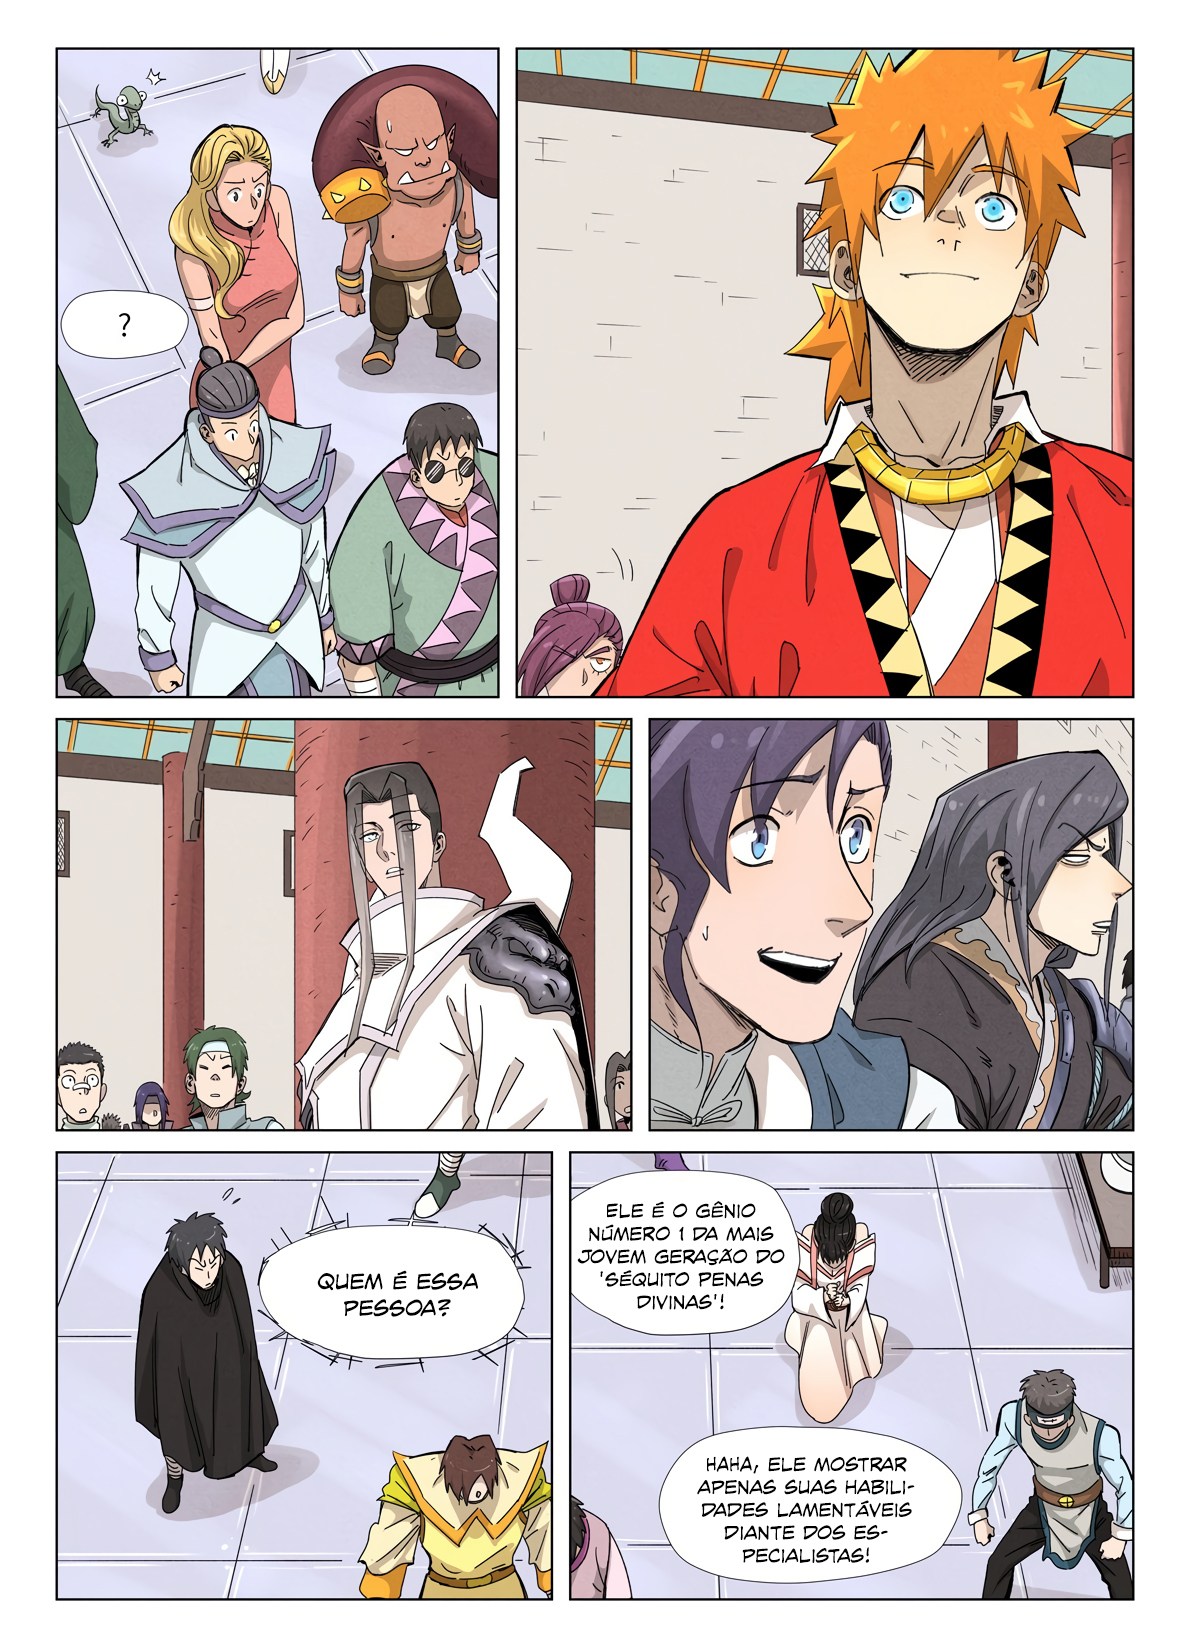 ?
QUEM É ESSA
PESSOA?
ELE É O GÊNIO
NÚMERO 1 DA MAIS
JOVEM GERAÇÃO DO
'SÉQUITO PENAS
DIVINAS'!
HAHA, ELE MOSTRAR
APENAS SUAS HABILI-
DADES LAMENTÁVEIS
DIANTE DOS ES-
PECIALISTAS!